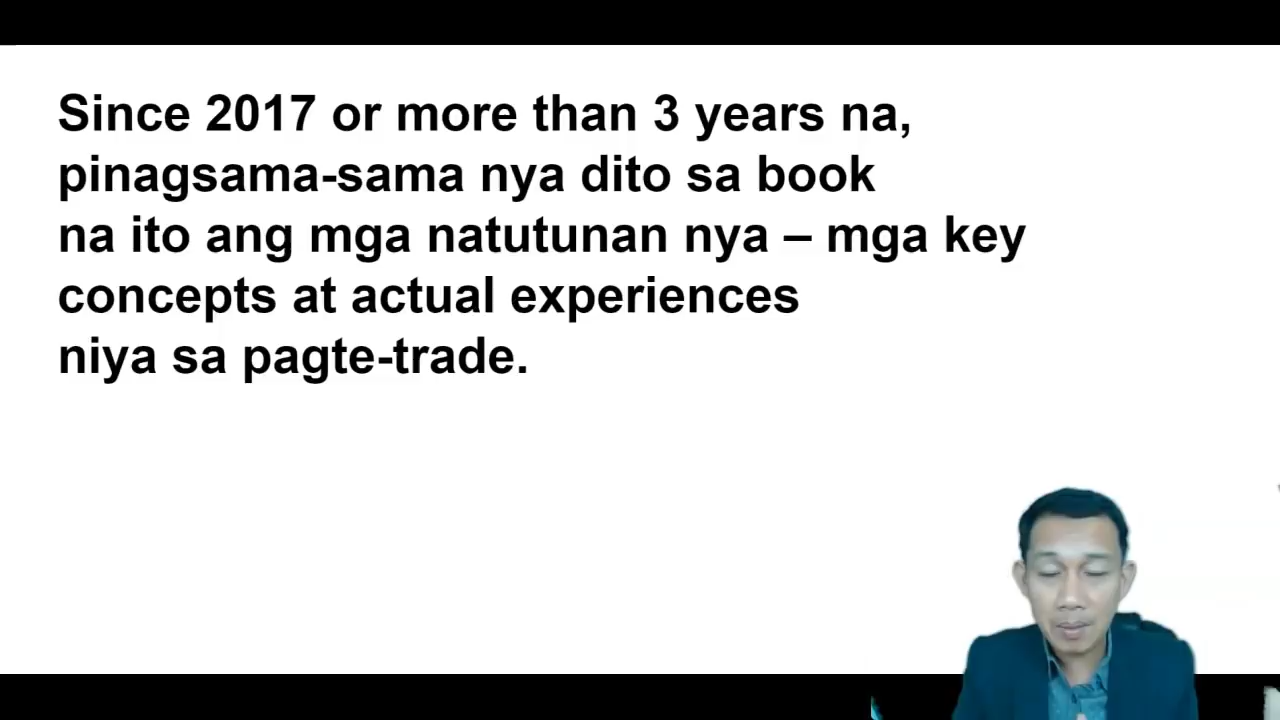 Since 2017 or more than 3 years na,
pinagsama-sama nya dito sa book
na ito ang mga natutunan nya – mga key
concepts at actual experiences
niya sa pagte-trade.